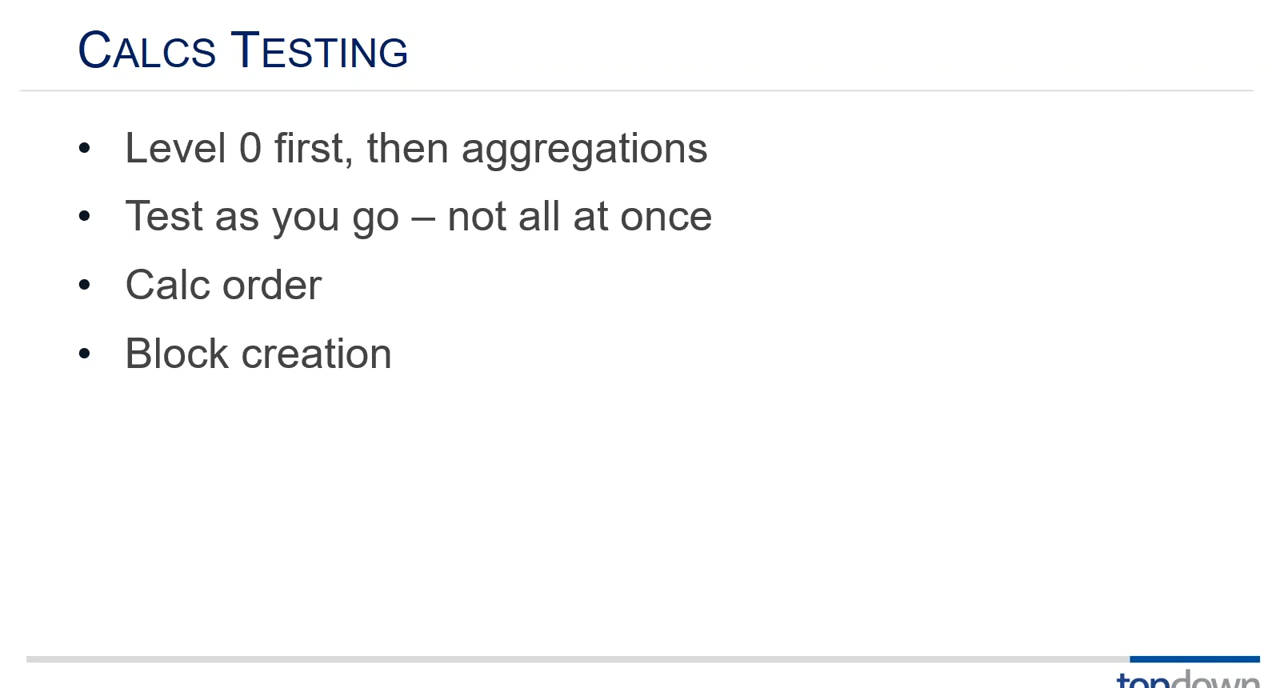 CALCS TESTING
• Level 0 first, then aggregations
• Test as you go – not all at once
• Calc order
• Block creation
topdown